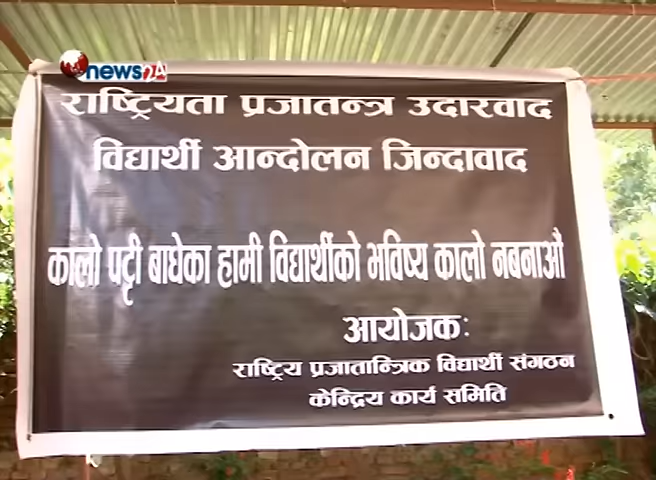 news24
राष्ट्रियता प्रजातन्त्र उदारवाद
विद्यार्थी आन्दोलन जिन्दावाद
कालो पट्टी बाधेका हामी विद्यार्थीको भविष्य कालो नबनाऔ
आयोजक:
राष्ट्रिय प्रजातान्त्रिक विद्यार्थी संगठन
केन्द्रिय कार्य समिति